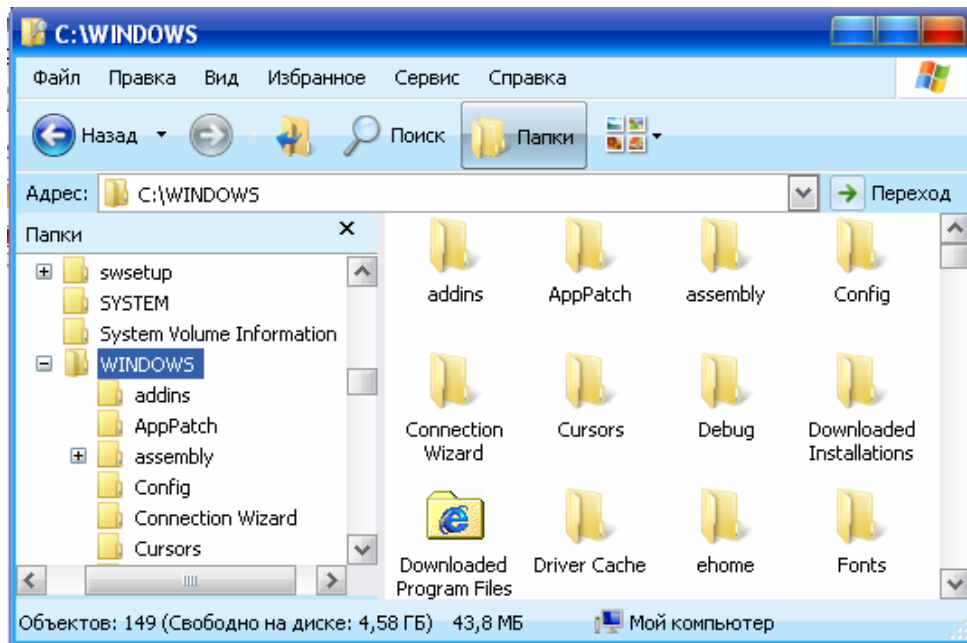 C:\WINDOWS
Файл Правка Вид Избранное Сервис Справка
Назад Поиск Папки
Адрес: C:\WINDOWS Переход
Папки
swsetup
SYSTEM
System Volume Information
WINDOWS
addins
AppPatch
assembly
Config
Connection Wizard
Cursors
addins AppPatch assembly Config
Connection Wizard Cursors Debug Downloaded Installations
Downloaded Program Files Driver Cache ehome Fonts
Объектов: 149 (Свободно на диске: 4,58 ГБ) 43,8 МБ Мой компьютер